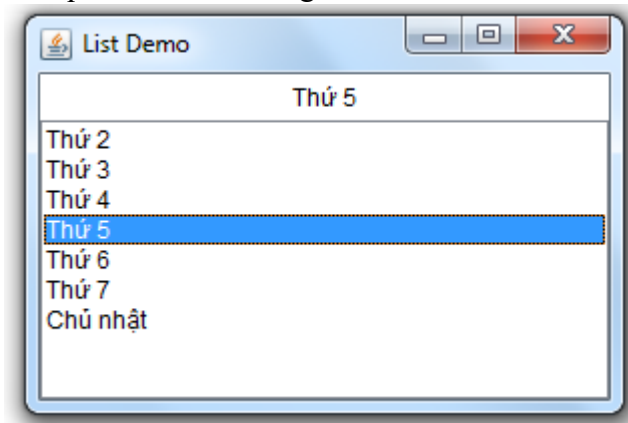 List Demo
Thứ 5
Thứ 2
Thứ 3
Thứ 4
Thứ 5
Thứ 6
Thứ 7
Chủ nhật